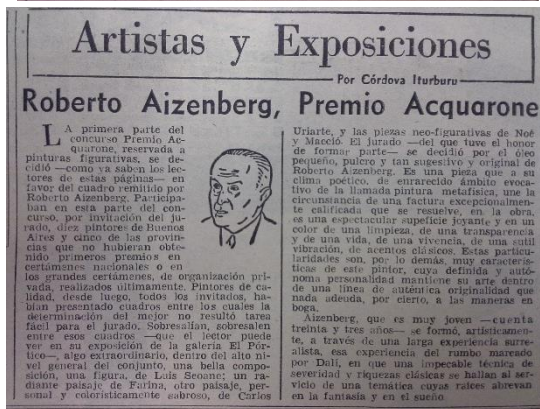 Artistas y Exposiciones
Por Córdova Iturburu
Roberto Aizenberg, Premio Acquarone
LA primera parte del
concurso Premio Ac-
quarone, reservada a
pinturas figurativas, se de-
cidió —como ya saben los lec-
tores de estas páginas— en
favor del cuadro remitido por
Roberto Aizenberg. Participa-
ban en esta parte del con-
curso, por invitación del ju-
rado, diez pintores de Buenos
Aires y cinco de las provin-
cias que no hubieran obte-
nido primeros premios en
certámenes nacionales o en
los grandes certámenes, de organización pri-
vada, realizados últimamente. Pintores de ca-
lidad, desde luego, todos los invitados, ha-
bían presentado cuadros entre los cuales la
determinación del mejor no resultó tarea
fácil para el jurado. Sobresalían, sobresalen
entre esos cuadros —que el lector puede
ver en su exposición de la galería El Pór-
tico—, algo extraordinario, dentro del alto ni-
vel general del conjunto, una bella compo-
sición, una figura, de Luis Seoane; un ra-
diante paisaje de Farina, otro paisaje, per-
sonal y colorísticamente sabroso, de Carlos
Uriarte, y las piezas neo-figurativas de Noé
y Macció. El jurado —del que tuve el honor
de formar parte— se decidió por el óleo
pequeño, pulcro y tan sugestivo y original de
Roberto Aizenberg. Es una pieza que a su
clima poético, de enrarecido ámbito evoca-
tivo de la llamada pintura metafísica, une la
circunstancia de una factura excepcionalmen-
te calificada que se resuelve, en la obra,
en una espectacular superficie joyante y en un
color de una limpieza, de una transparencia
y de una vida, de una vivencia, de una sutil
vibración, de acentos clásicos. Estas particu-
laridades son, por lo demás, muy caracterís-
ticas de este pintor, cuya definida y autó-
noma personalidad mantiene su arte dentro
de una línea de auténtica originalidad que
nada adeuda, por cierto, a las maneras en
boga.
Aizenberg, que es muy joven —cuenta
treinta y tres años— se formó, artísticamen-
te, a través de una larga experiencia surre-
alista, esa experiencia del rumbo marcado
por Dalí, en que una impecable técnica de
severidad y riquezas clásicas se hallan al ser-
vicio de una temática cuyas raíces abrevan
en la fantasía y en el sueño